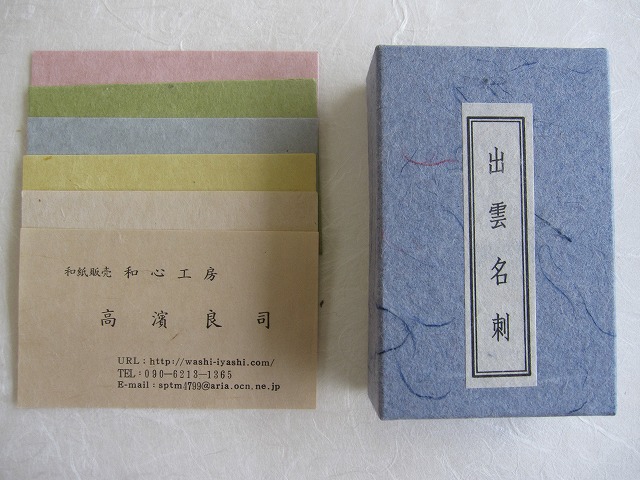 和紙販売 和心工房
高濱良司
URL：http://washi-iyashi.com/
TEL：090—6213—1365
E-mail：sptm4799@aria.ocn.ne.jp
出雲名刺